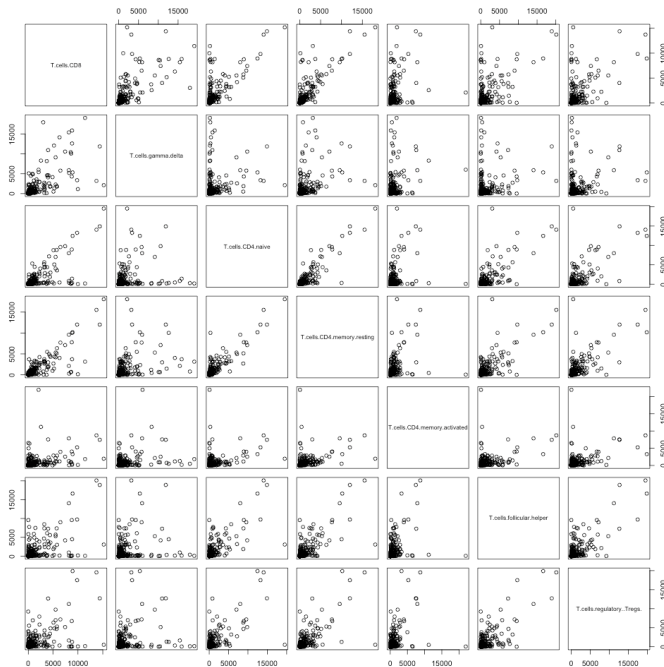 5000 15000 5000 15000 5000 15000
T.cells.CD8
0 5000 10000
15000 5000 0
T.cells.gamma.delta
T.cells.CD4.naive
0 5000 15000
15000 5000 0
T.cells.CD4.memory.resting
T.cells.CD4.memory.activated
0 5000 15000
15000 5000 0
T.cells.follicular.helper
T.cells.regulatory..Tregs.
0 5000 15000
0 5000 10000 0 5000 15000 0 5000 15000 0 5000 15000